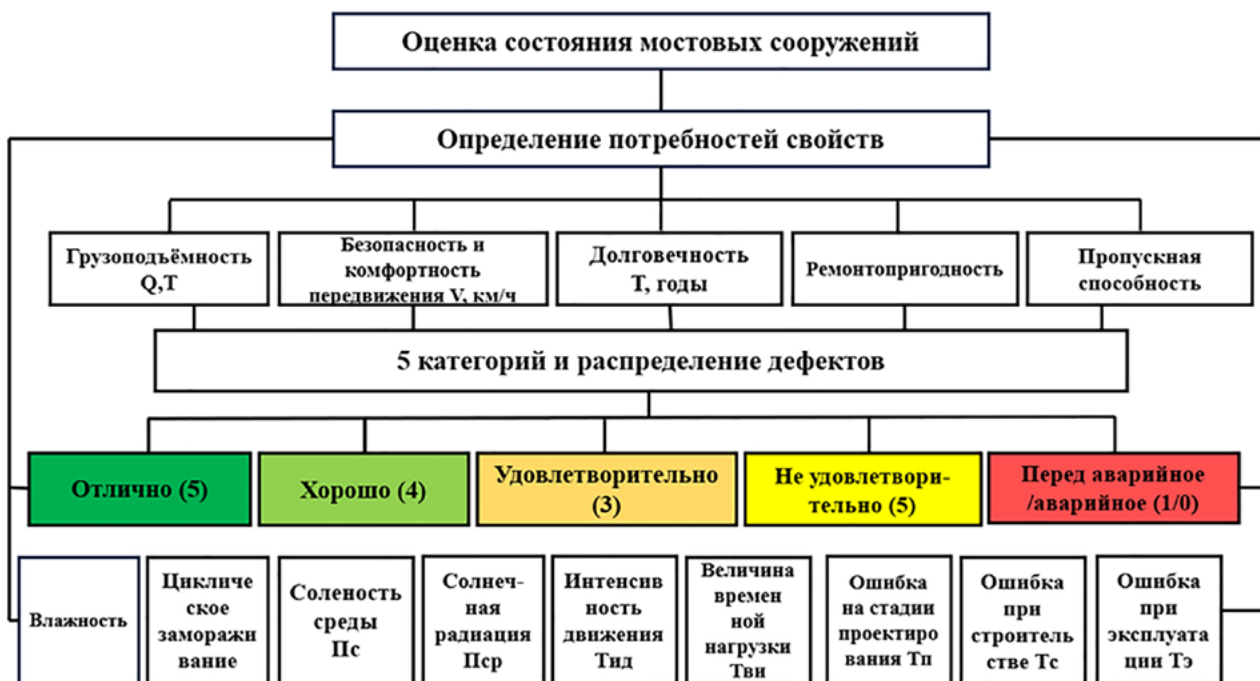 Оценка состояния мостовых сооружений
Определение потребностей свойств
Грузоподъёмность
Q,Т
Безопасность и
комфортность
передвижения V, км/ч
Долговечность
Т, годы
Ремонтопригодность
Пропускная
способность
5 категорий и распределение дефектов
Отлично (5)
Хорошо (4)
Удовлетворительно
(3)
Не удовлетвори-
тельно (5)
Перед аварийное
/аварийное (1/0)
Влажность
Цикличе
ское
заморажи
вание
Соленость
среды
Пс
Солнеч-
ная
радиация
Пср
Интенсив
ность
движения
Тид
Величина
времен
ной
нагрузки
Тви
Ошибка
на стадии
проектиро
вания Тп
Ошибка
при
строитель
стве Тс
Ошибка
при
эксплуата
ции Тэ